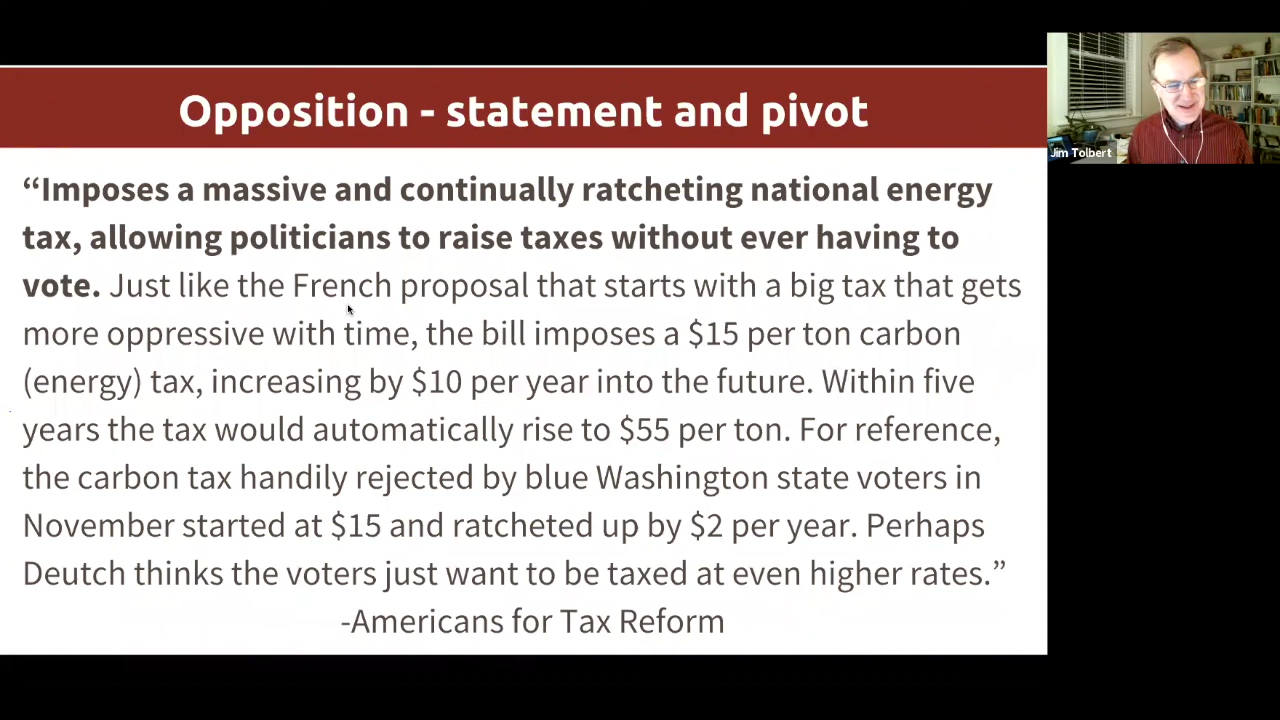 Opposition - statement and pivot
Jim Tolbert
“Imposes a massive and continually ratcheting national energy
tax, allowing politicians to raise taxes without ever having to
vote. Just like the French proposal that starts with a big tax that gets
more oppressive with time, the bill imposes a $15 per ton carbon
(energy) tax, increasing by $10 per year into the future. Within five
years the tax would automatically rise to $55 per ton. For reference,
the carbon tax handily rejected by blue Washington state voters in
November started at $15 and ratcheted up by $2 per year. Perhaps
Deutch thinks the voters just want to be taxed at even higher rates.”
-Americans for Tax Reform